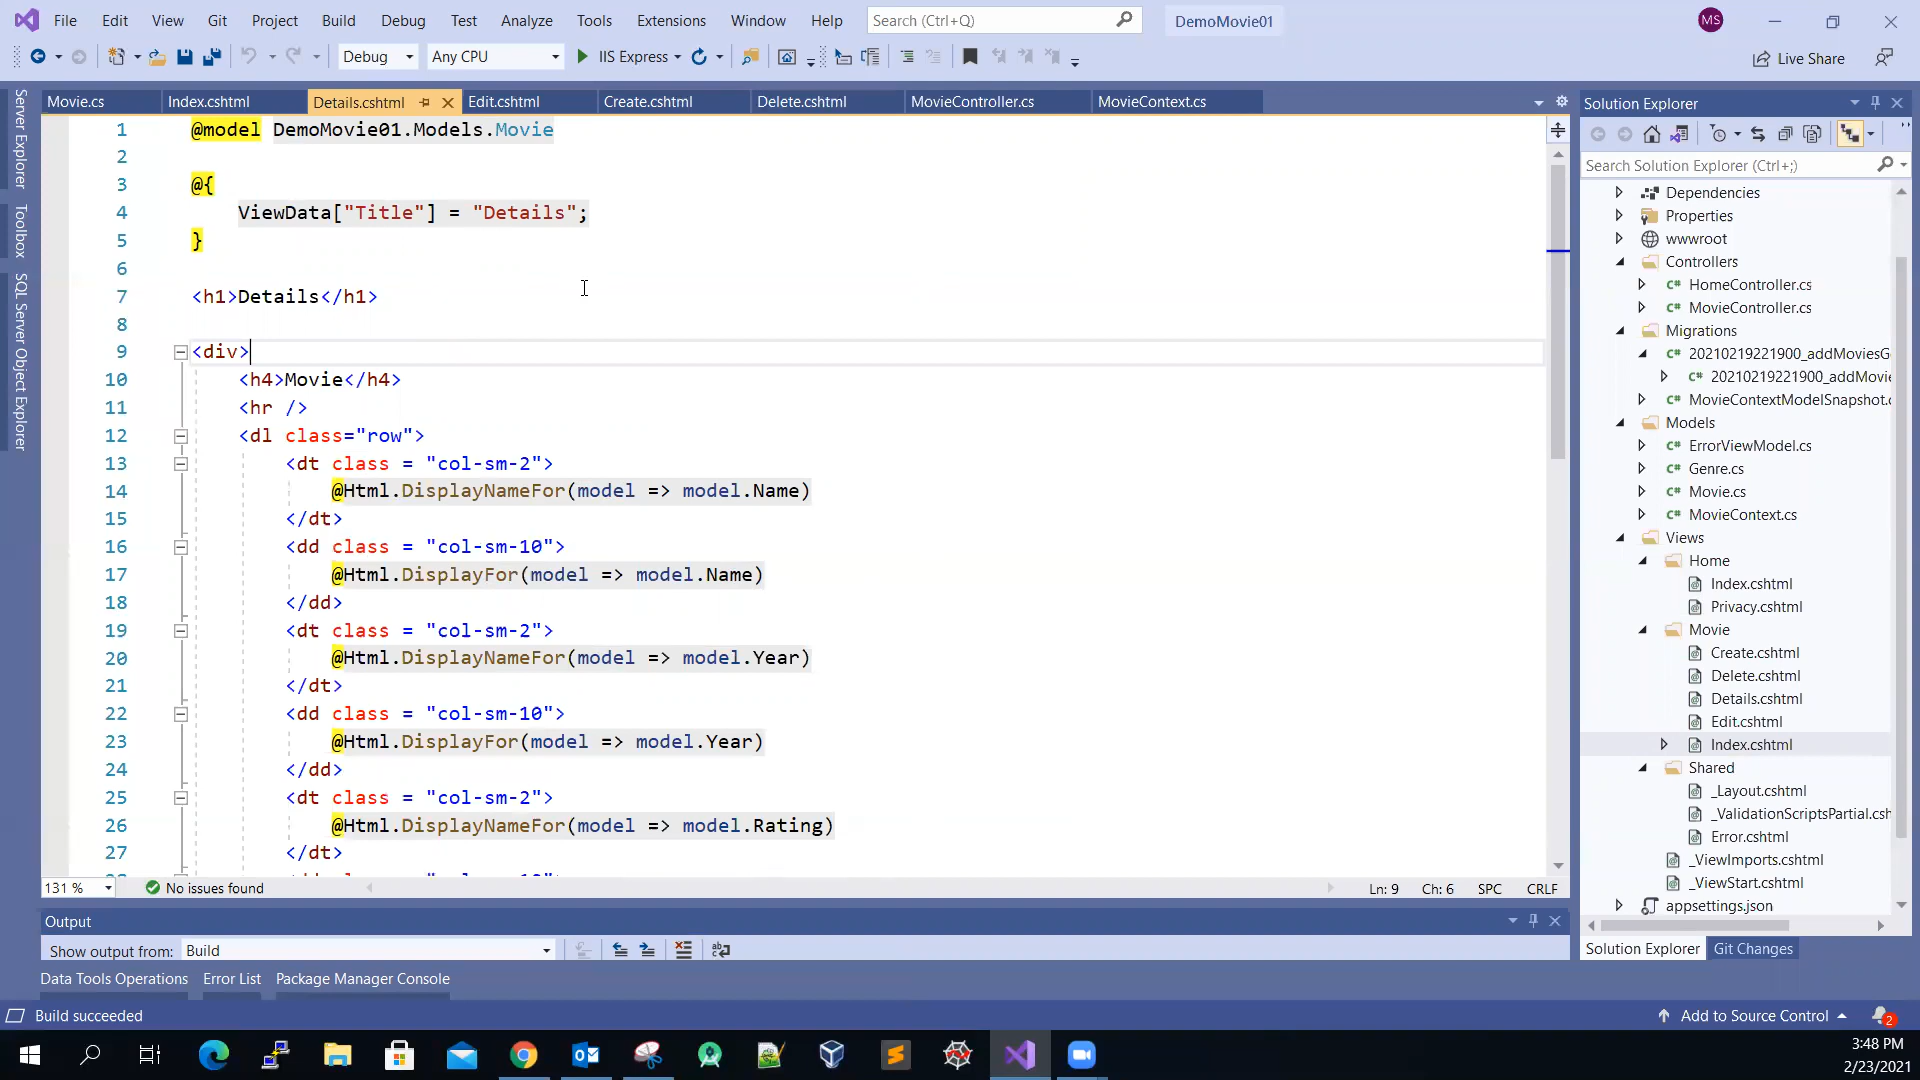 File Edit View Git Project Build Debug Test Analyze Tools Extensions Window Help Search (Ctrl+Q) DemoMovie01 MS
Debug Any CPU IIS Express Live Share
Server Explorer
Toolbox
SQL Server Object Explorer
Movie.cs Index.cshtml Details.cshtml Edit.cshtml Create.cshtml Delete.cshtml MovieController.cs MovieContext.cs
1 @model DemoMovie01.Models.Movie
2
3 @{
4 ViewData["Title"] = "Details";
5 }
6
7 <h1>Details</h1>
8
9 <div>
10 <h4>Movie</h4>
11 <hr />
12 <dl class="row">
13 <dt class = "col-sm-2">
14 @Html.DisplayNameFor(model => model.Name)
15 </dt>
16 <dd class = "col-sm-10">
17 @Html.DisplayFor(model => model.Name)
18 </dd>
19 <dt class = "col-sm-2">
20 @Html.DisplayNameFor(model => model.Year)
21 </dt>
22 <dd class = "col-sm-10">
23 @Html.DisplayFor(model => model.Year)
24 </dd>
25 <dt class = "col-sm-2">
26 @Html.DisplayNameFor(model => model.Rating)
27 </dt>
131 % No issues found Ln: 9 Ch: 6 SPC CRLF
Output
Show output from: Build
Data Tools Operations Error List Package Manager Console
Solution Explorer
Search Solution Explorer (Ctrl+;)
Dependencies
Properties
wwwroot
Controllers
C# HomeController.cs
C# MovieController.cs
Migrations
C# 20210219221900_addMoviesG
C# 20210219221900_addMovie
C# MovieContextModelSnapshot.c
Models
C# ErrorViewModel.cs
C# Genre.cs
C# Movie.cs
C# MovieContext.cs
Views
Home
Index.cshtml
Privacy.cshtml
Movie
Create.cshtml
Delete.cshtml
Details.cshtml
Edit.cshtml
Index.cshtml
Shared
_Layout.cshtml
_ValidationScriptsPartial.csh
Error.cshtml
_ViewImports.cshtml
_ViewStart.cshtml
appsettings.json
Solution Explorer Git Changes
Build succeeded Add to Source Control 2
3:48 PM
2/23/2021